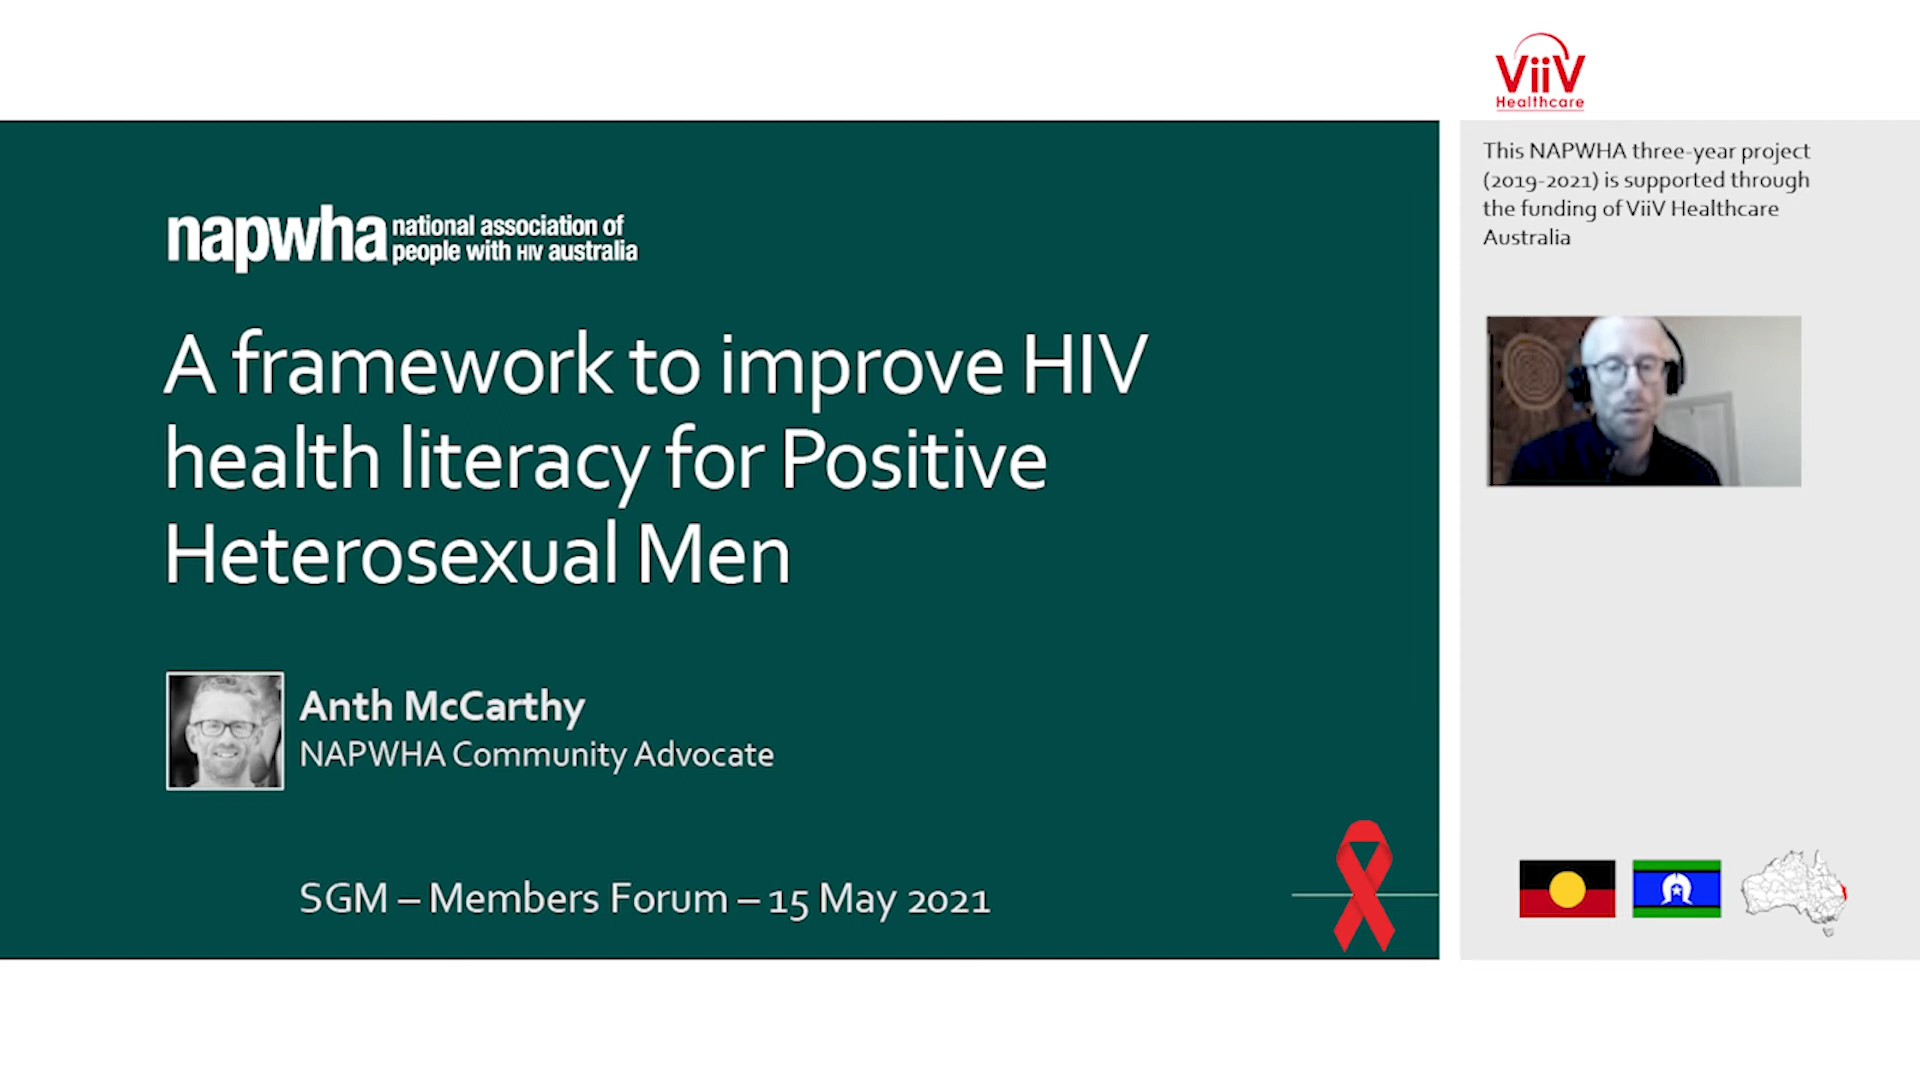 ViiV
Healthcare
This NAPWHA three-year project
(2019-2021) is supported through
the funding of ViiV Healthcare
Australia
napwha national association of
people with HIV australia
A framework to improve HIV
health literacy for Positive
Heterosexual Men
Anth McCarthy
NAPWHA Community Advocate
SGM – Members Forum – 15 May 2021